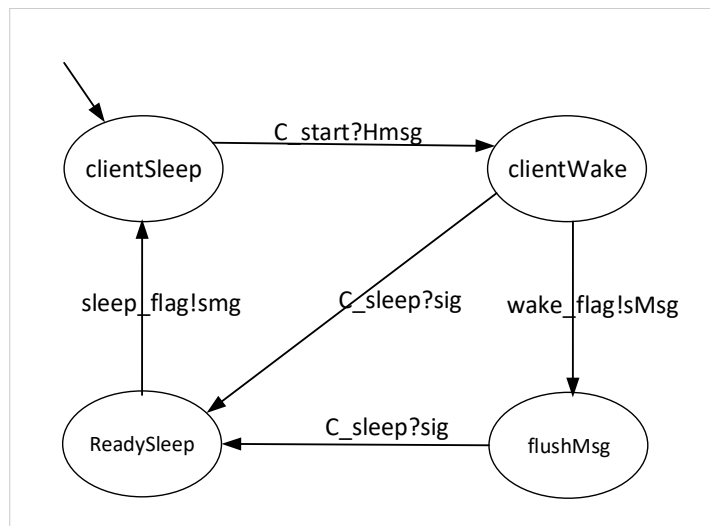 C_start?Hmsg
clientSleep
clientWake
sleep_flag!smg
C_sleep?sig
wake_flag!sMsg
C_sleep?sig
ReadySleep
flushMsg